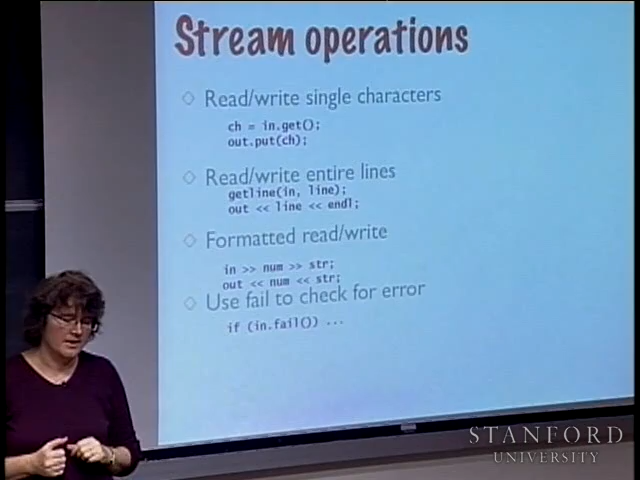 Stream operations
Read/write single characters
ch = in.get();
out.put(ch);
Read/write entire lines
getline(in, line);
out << line << endl;
Formatted read/write
in >> num >> str;
out << num << str;
Use fail to check for error
if (in.fail()) ...
STANFORD
UNIVERSITY